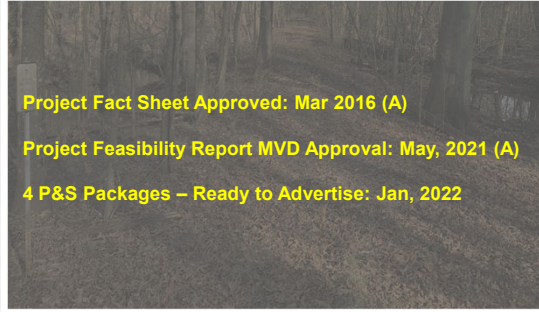 Project Fact Sheet Approved: Mar 2016 (A)
Project Feasibility Report MVD Approval: May, 2021 (A)
4 P&S Packages – Ready to Advertise: Jan, 2022